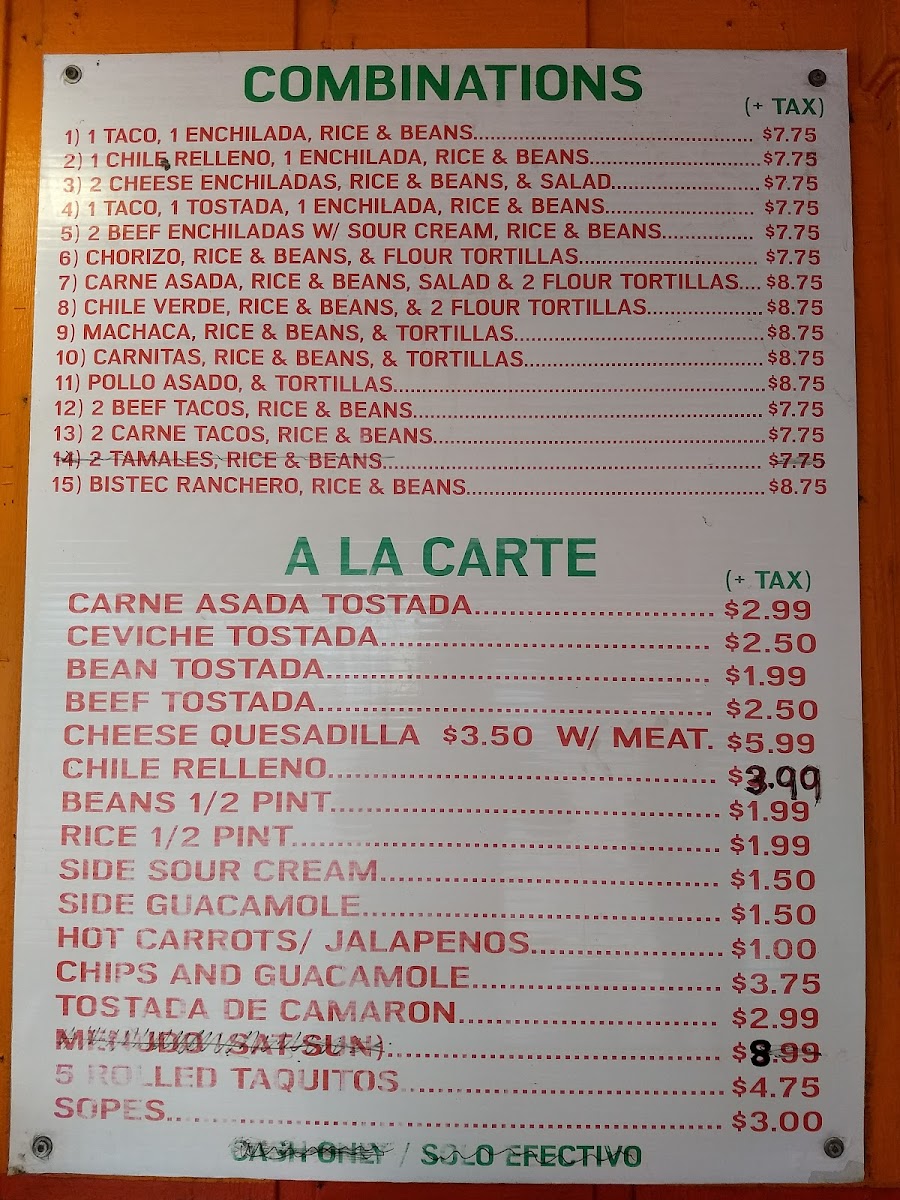 COMBINATIONS
(+ TAX)
1) 1 TACO, 1 ENCHILADA, RICE & BEANS.......... $7.75
2) 1 CHILE RELLENO, 1 ENCHILADA, RICE & BEANS.......... $7.75
3) 2 CHEESE ENCHILADAS, RICE & BEANS, & SALAD.......... $7.75
4) 1 TACO, 1 TOSTADA, 1 ENCHILADA, RICE & BEANS.......... $7.75
5) 2 BEEF ENCHILADAS W/ SOUR CREAM, RICE & BEANS.......... $7.75
6) CHORIZO, RICE & BEANS, & FLOUR TORTILLAS.......... $7.75
7) CARNE ASADA, RICE & BEANS, SALAD & 2 FLOUR TORTILLAS.... $8.75
8) CHILE VERDE, RICE & BEANS, & 2 FLOUR TORTILLAS.......... $8.75
9) MACHACA, RICE & BEANS, & TORTILLAS.......... $8.75
10) CARNITAS, RICE & BEANS, & TORTILLAS.......... $8.75
11) POLLO ASADO, & TORTILLAS.......... $8.75
12) 2 BEEF TACOS, RICE & BEANS.......... $7.75
13) 2 CARNE TACOS, RICE & BEANS.......... $7.75
14) 2 TAMALES, RICE & BEANS.......... $7.75
15) BISTEC RANCHERO, RICE & BEANS.......... $8.75
A LA CARTE
(+ TAX)
CARNE ASADA TOSTADA.......... $2.99
CEVICHE TOSTADA.......... $2.50
BEAN TOSTADA.......... $1.99
BEEF TOSTADA.......... $2.50
CHEESE QUESADILLA $3.50 W/ MEAT. $5.99
CHILE RELLENO.......... $3.99
BEANS 1/2 PINT.......... $1.99
RICE 1/2 PINT.......... $1.99
SIDE SOUR CREAM.......... $1.50
SIDE GUACAMOLE.......... $1.50
HOT CARROTS/ JALAPENOS.......... $1.00
CHIPS AND GUACAMOLE.......... $3.75
TOSTADA DE CAMARON.......... $2.99
MENUDO (SAT/SUN).......... $8.99
5 ROLLED TAQUITOS.......... $4.75
SOPES.......... $3.00
CASH ONLY / SOLO EFECTIVO